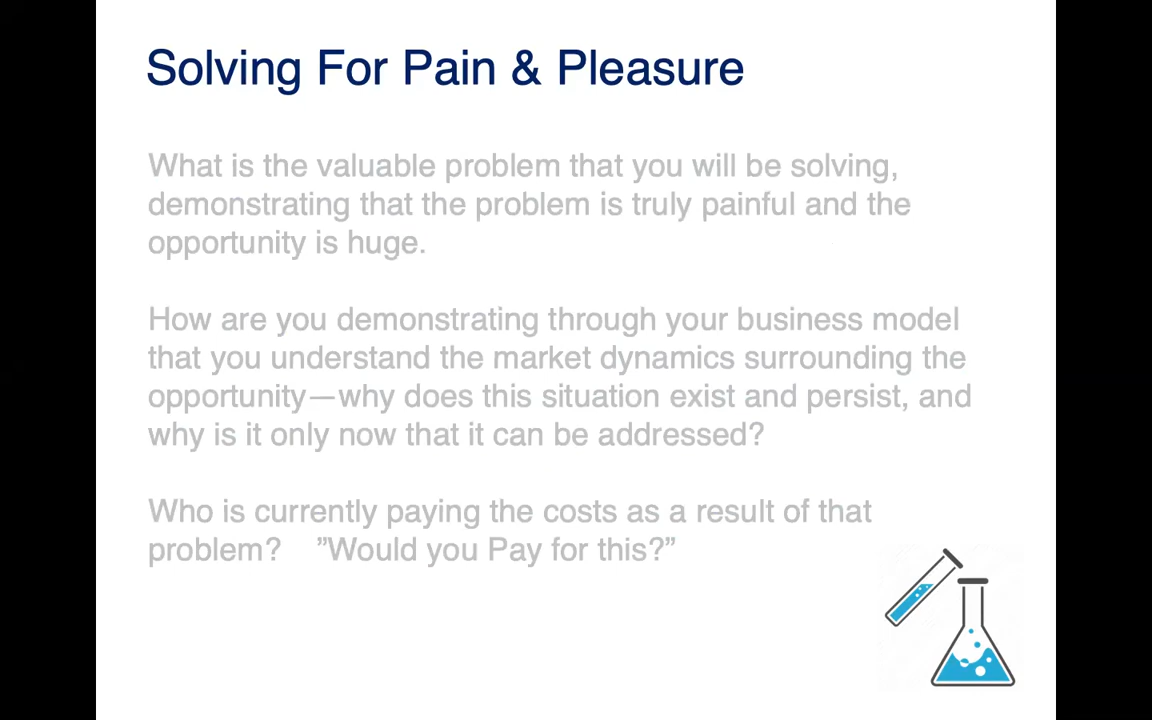 Solving For Pain & Pleasure
What is the valuable problem that you will be solving,
demonstrating that the problem is truly painful and the
opportunity is huge.
How are you demonstrating through your business model
that you understand the market dynamics surrounding the
opportunity—why does this situation exist and persist, and
why is it only now that it can be addressed?
Who is currently paying the costs as a result of that
problem? ”Would you Pay for this?”